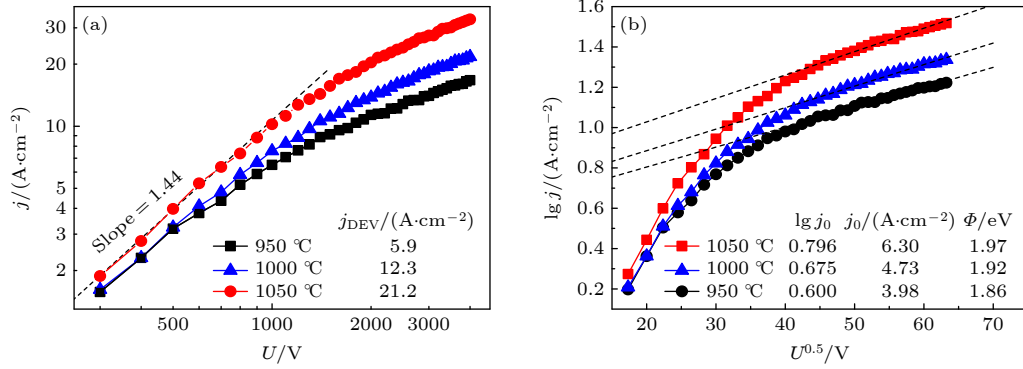 (a)
30
20
10
5
4
3
2
j/(A·cm⁻²)
Slope = 1.44
j_DEV/(A·cm⁻²)
950 ℃ 5.9
1000 ℃ 12.3
1050 ℃ 21.2
500 1000 2000 3000
U/V
(b)
1.6
1.4
1.2
1.0
0.8
0.6
0.4
0.2
lg j/(A·cm⁻²)
lg j₀ j₀/(A·cm⁻²) Φ/eV
1050 ℃ 0.796 6.30 1.97
1000 ℃ 0.675 4.73 1.92
950 ℃ 0.600 3.98 1.86
20 30 40 50 60 70
U⁰·⁵/V